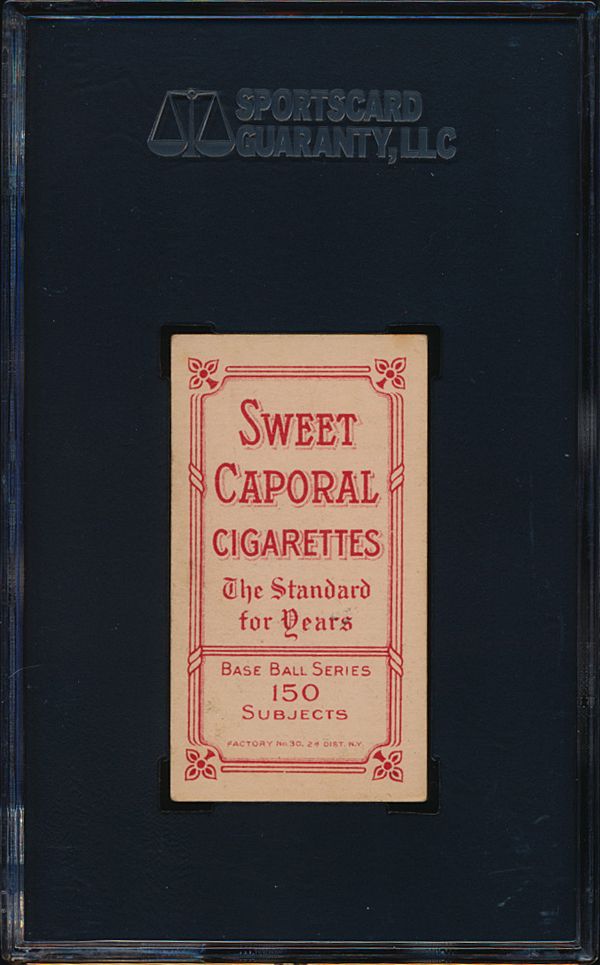 SPORTSCARD
GUARANTY, LLC
SWEET
CAPORAL
CIGARETTES
The Standard
for Years
BASE BALL SERIES
150
SUBJECTS
FACTORY No. 30, 2d DIST. N.Y.